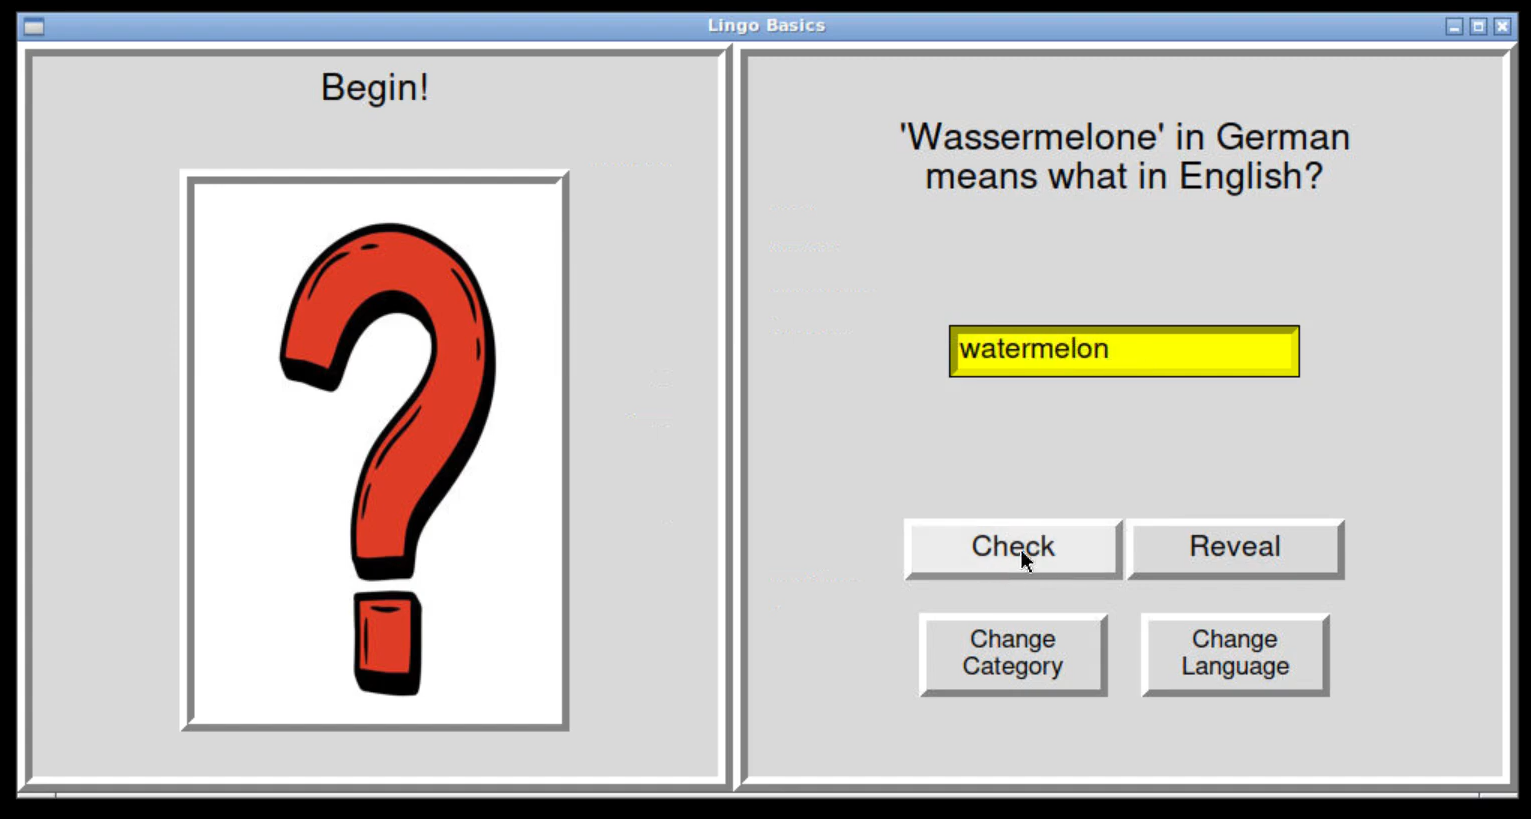 Lingo Basics
Begin!
'Wassermelone' in German
means what in English?
watermelon
Check
Reveal
Change
Category
Change
Language